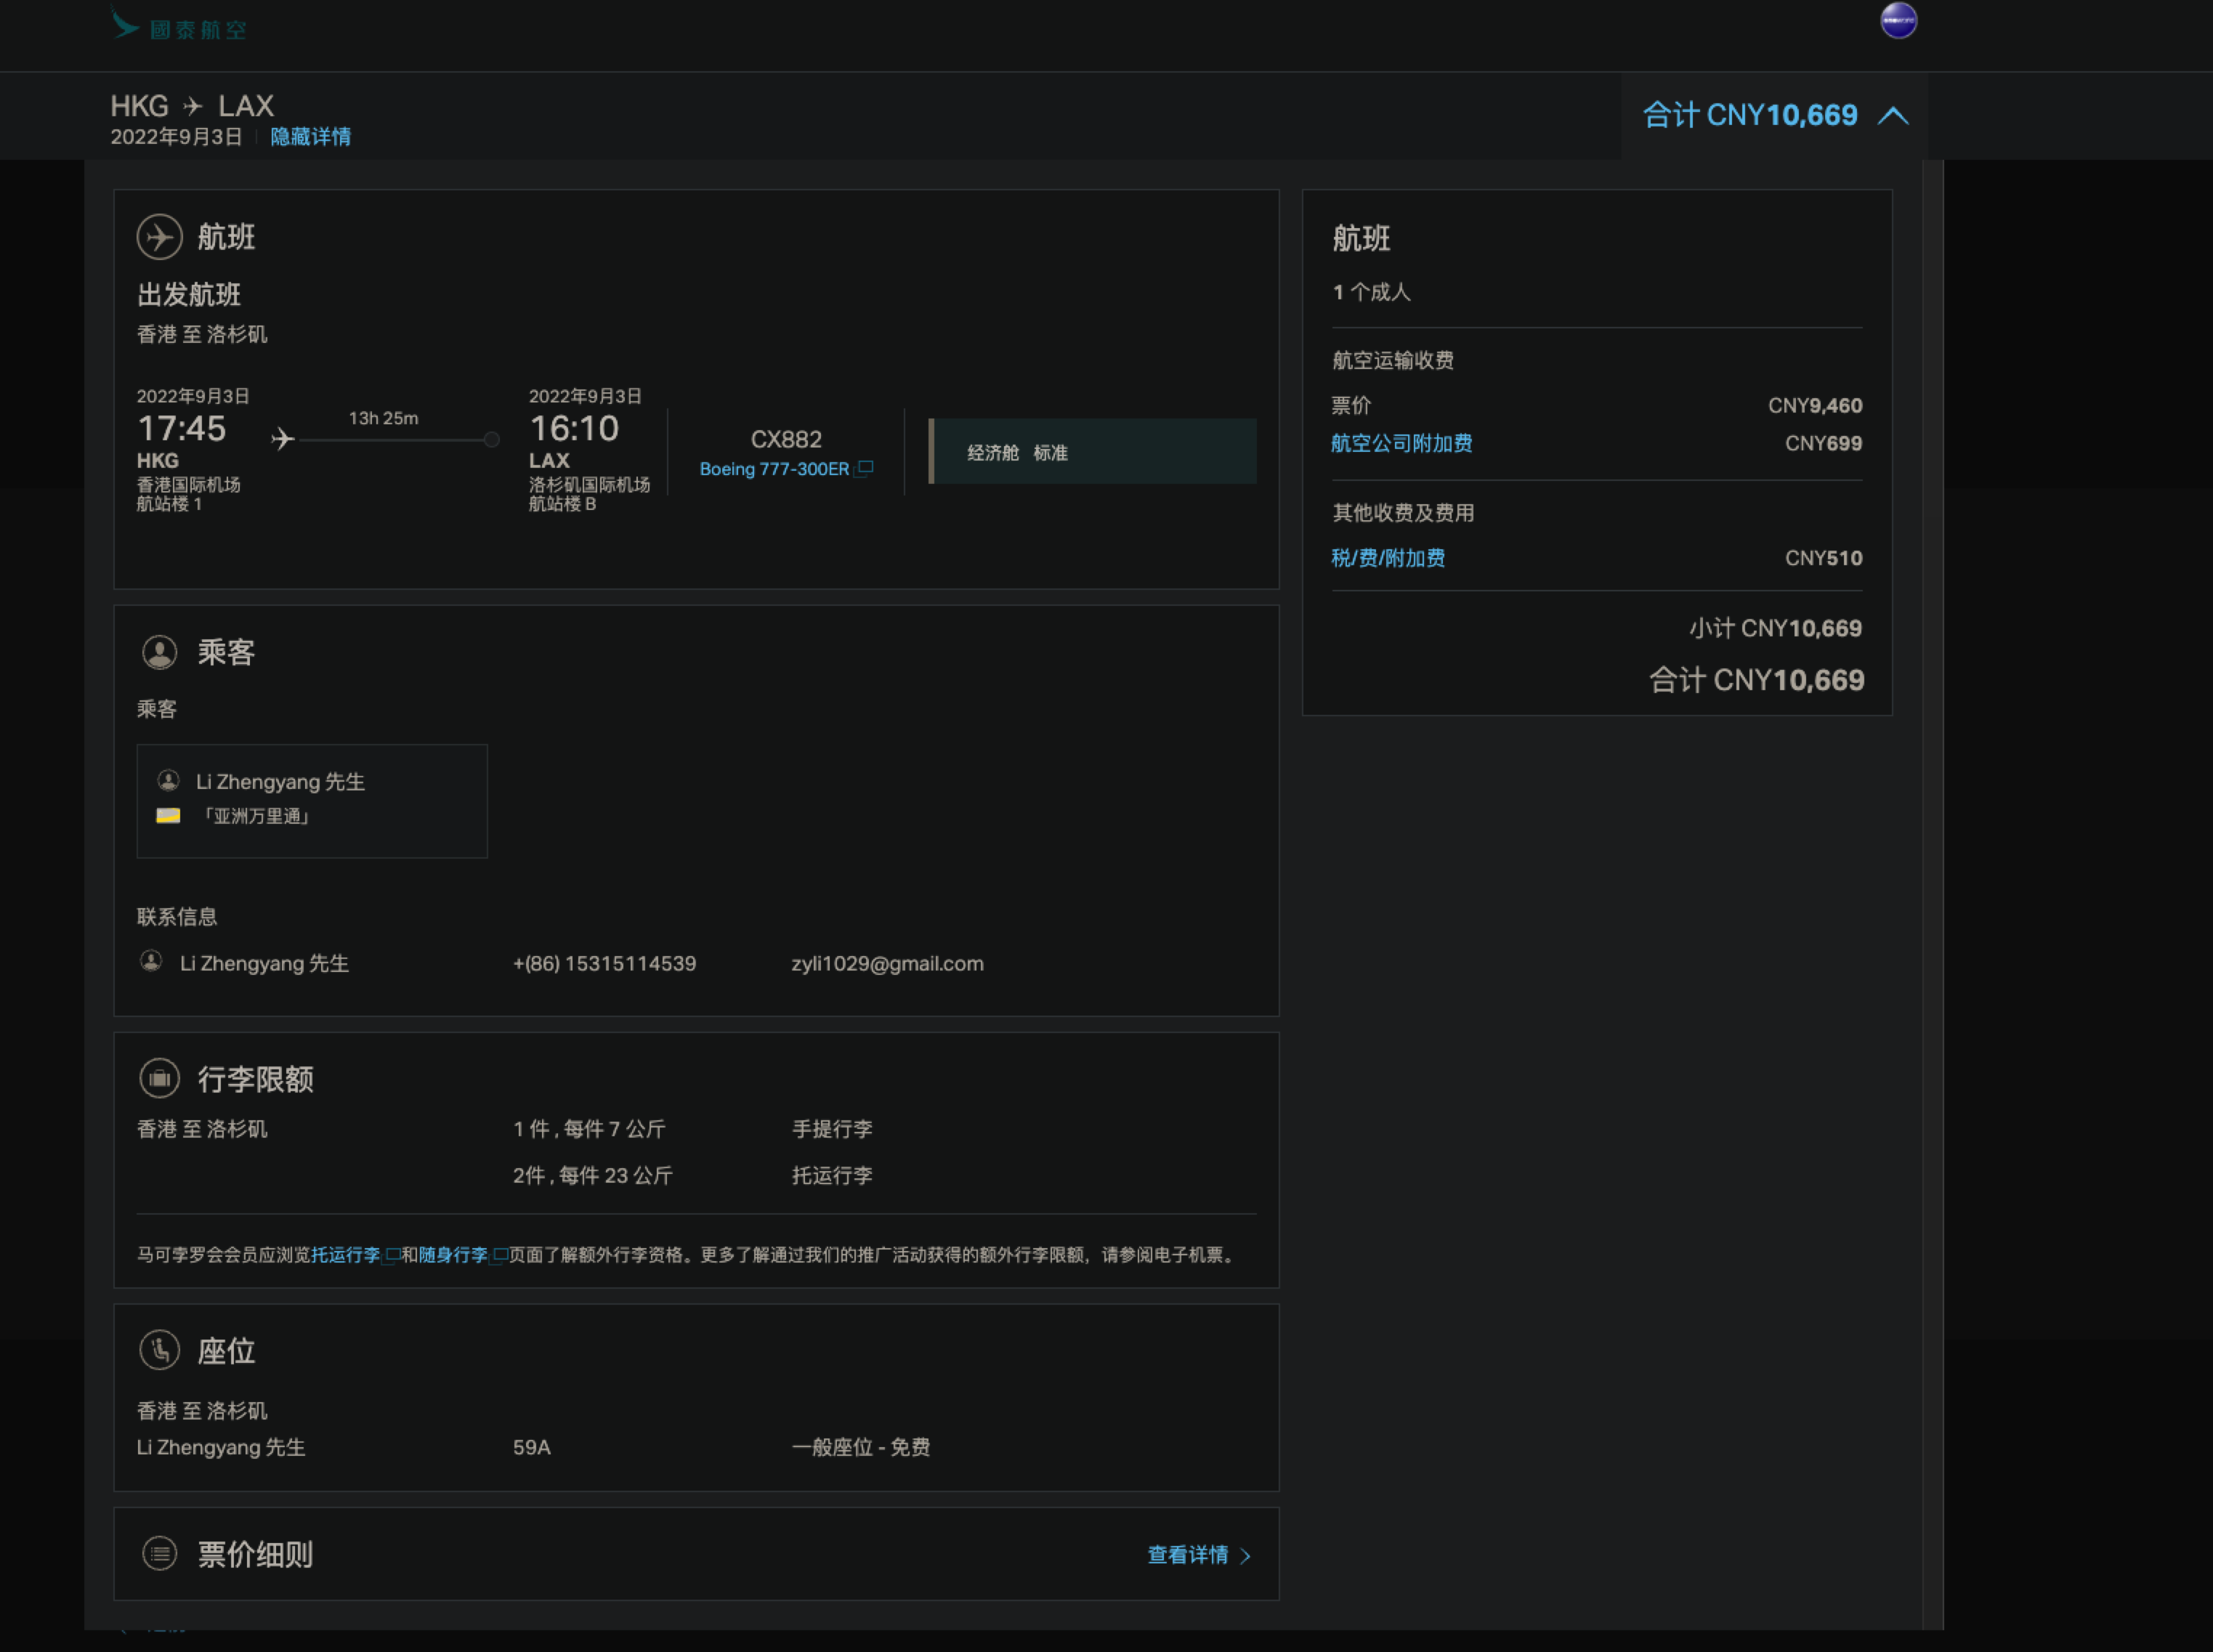 國泰航空
HKG LAX
2022年9月3日 隐藏详情
合计 CNY10,669
航班
出发航班
香港 至 洛杉矶
2022年9月3日
17:45
HKG
香港国际机场
航站楼 1
13h 25m
2022年9月3日
16:10
LAX
洛杉矶国际机场
航站楼 B
CX882
Boeing 777-300ER
经济舱 标准
乘客
乘客
Li Zhengyang 先生
「亚洲万里通」
联系信息
Li Zhengyang 先生 +(86) 15315114539 zyli1029@gmail.com
行李限额
香港 至 洛杉矶 1 件 , 每件 7 公斤 手提行李
2件 , 每件 23 公斤 托运行李
马可孛罗会会员应浏览托运行李和随身行李页面了解额外行李资格。更多了解通过我们的推广活动获得的额外行李限额，请参阅电子机票。
座位
香港 至 洛杉矶
Li Zhengyang 先生 59A 一般座位 - 免费
票价细则 查看详情
航班
1 个成人
航空运输收费
票价 CNY9,460
航空公司附加费 CNY699
其他收费及费用
税/费/附加费 CNY510
小计 CNY10,669
合计 CNY10,669